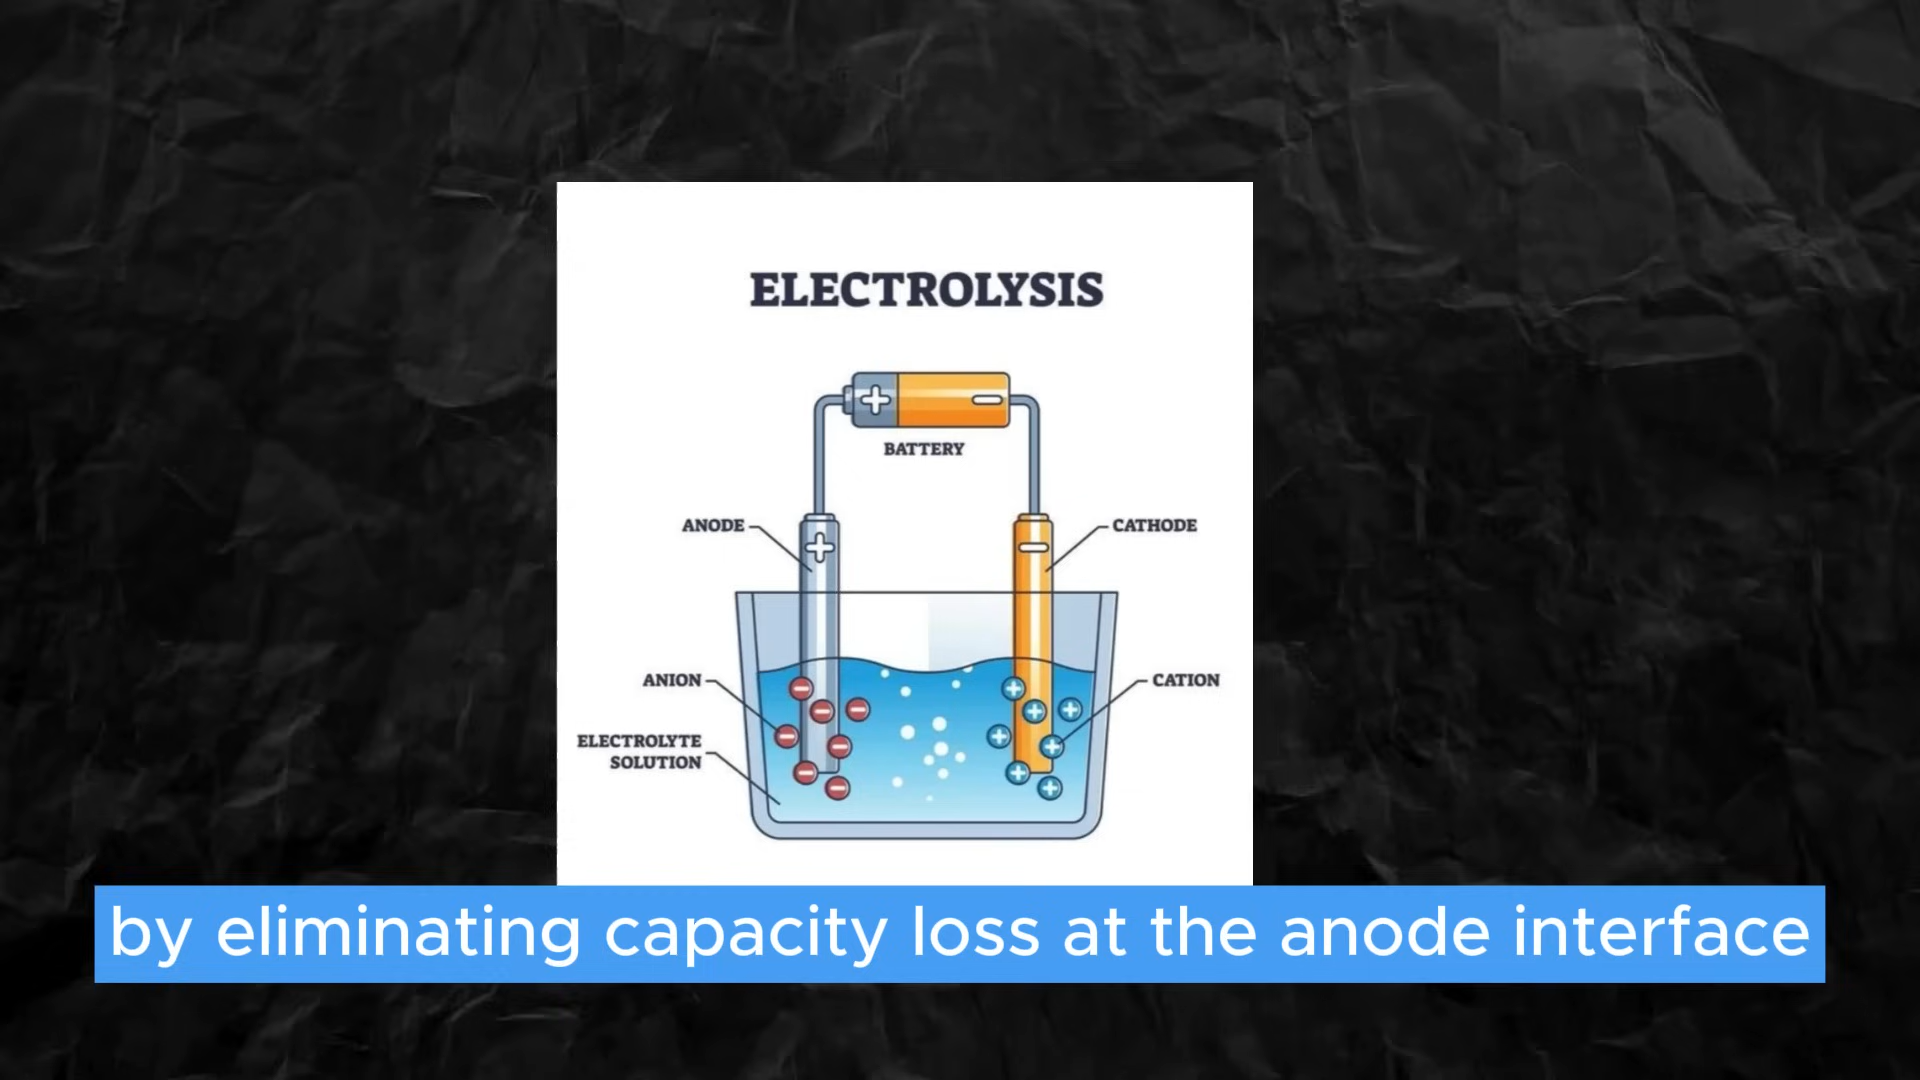 ELECTROLYSIS
BATTERY
ANODE
CATHODE
ANION
CATION
ELECTROLYTE
SOLUTION
by eliminating capacity loss at the anode interface